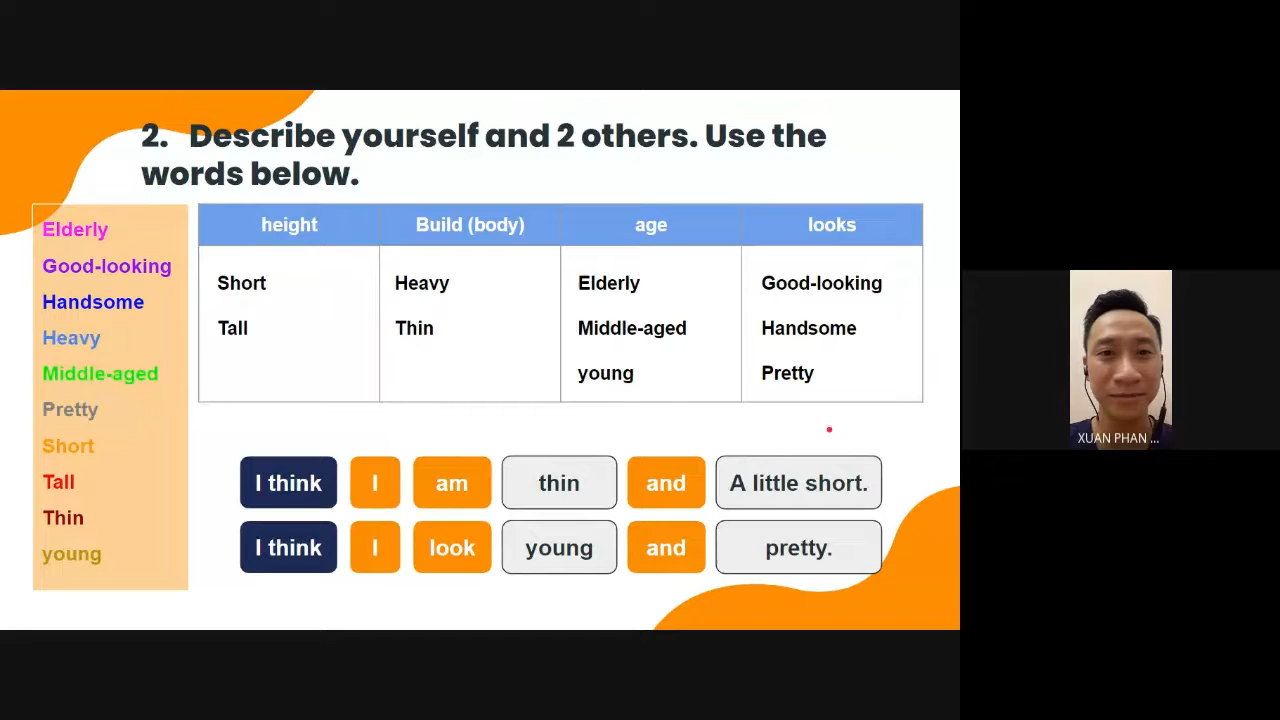 2. Describe yourself and 2 others. Use the
words below.
Elderly
Good-looking
Handsome
Heavy
Middle-aged
Pretty
Short
Tall
Thin
young
height Build (body) age looks
Short Heavy Elderly Good-looking
Tall Thin Middle-aged Handsome
young Pretty
I think I am thin and A little short.
I think I look young and pretty.
XUAN PHAN ...